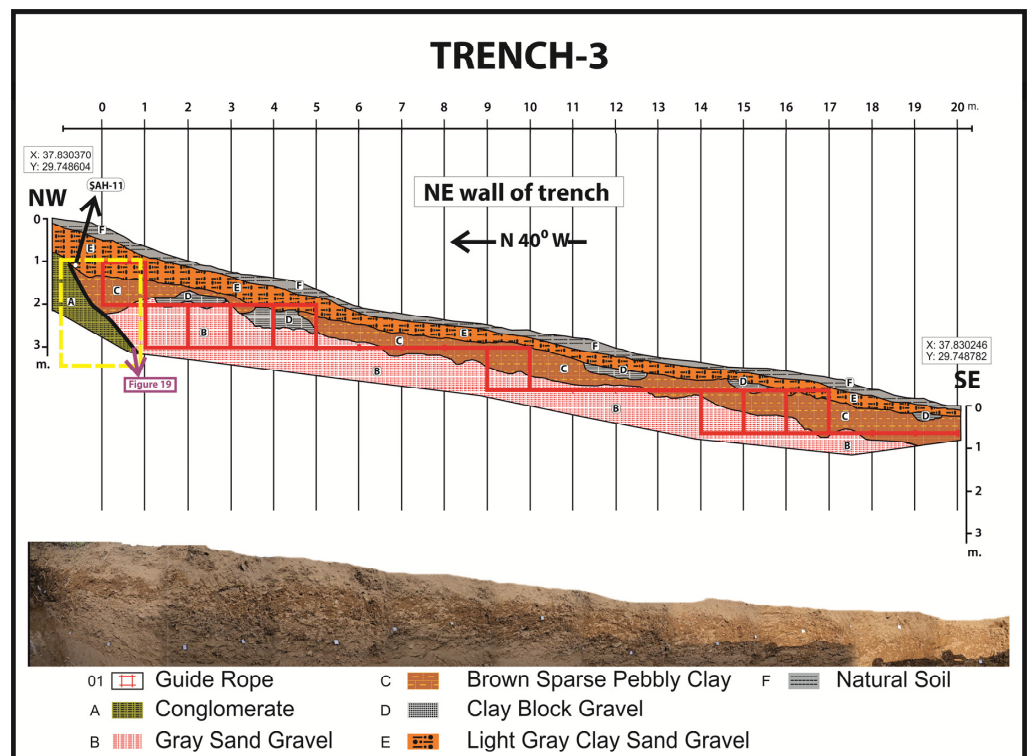 TRENCH-3
0 1 2 3 4 5 6 7 8 9 10 11 12 13 14 15 16 17 18 19 20 m.
X: 37.830370
Y: 29.748604
ŞAH-11
NW
NE wall of trench
N 40° W
0
1
2
3
m.
F
E
A
C
D
B
E
F
D
C
B
E
F
C
D
B
D
F
E
C
B
D
Figure 19
X: 37.830246
Y: 29.748782
SE
0
1
2
3
m.
01 Guide Rope
A Conglomerate
B Gray Sand Gravel
C Brown Sparse Pebbly Clay
D Clay Block Gravel
E Light Gray Clay Sand Gravel
F Natural Soil